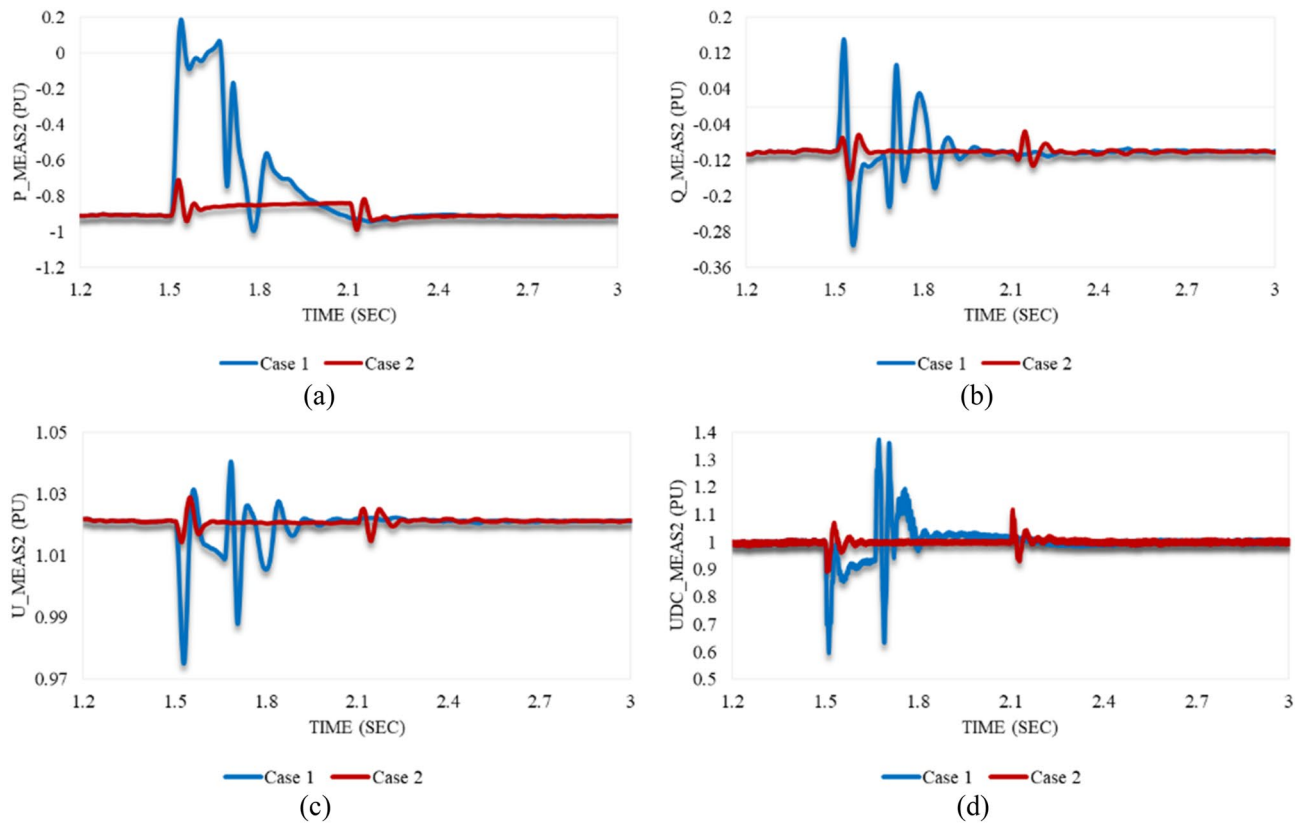 0.2
0
-0.2
-0.4
-0.6
-0.8
-1
-1.2
P_MEAS2 (PU)
1.2 1.5 1.8 2.1 2.4 2.7 3
TIME (SEC)
Case 1 Case 2
(a)
0.2
0.12
0.04
-0.04
-0.12
-0.2
-0.28
-0.36
Q_MEAS2 (PU)
1.2 1.5 1.8 2.1 2.4 2.7 3
TIME (SEC)
Case 1 Case 2
(b)
1.05
1.03
1.01
0.99
0.97
U_MEAS2 (PU)
1.2 1.5 1.8 2.1 2.4 2.7 3
TIME (SEC)
Case 1 Case 2
(c)
1.4
1.3
1.2
1.1
1
0.9
0.8
0.7
0.6
0.5
UDC_MEAS2 (PU)
1.2 1.5 1.8 2.1 2.4 2.7 3
TIME (SEC)
Case 1 Case 2
(d)